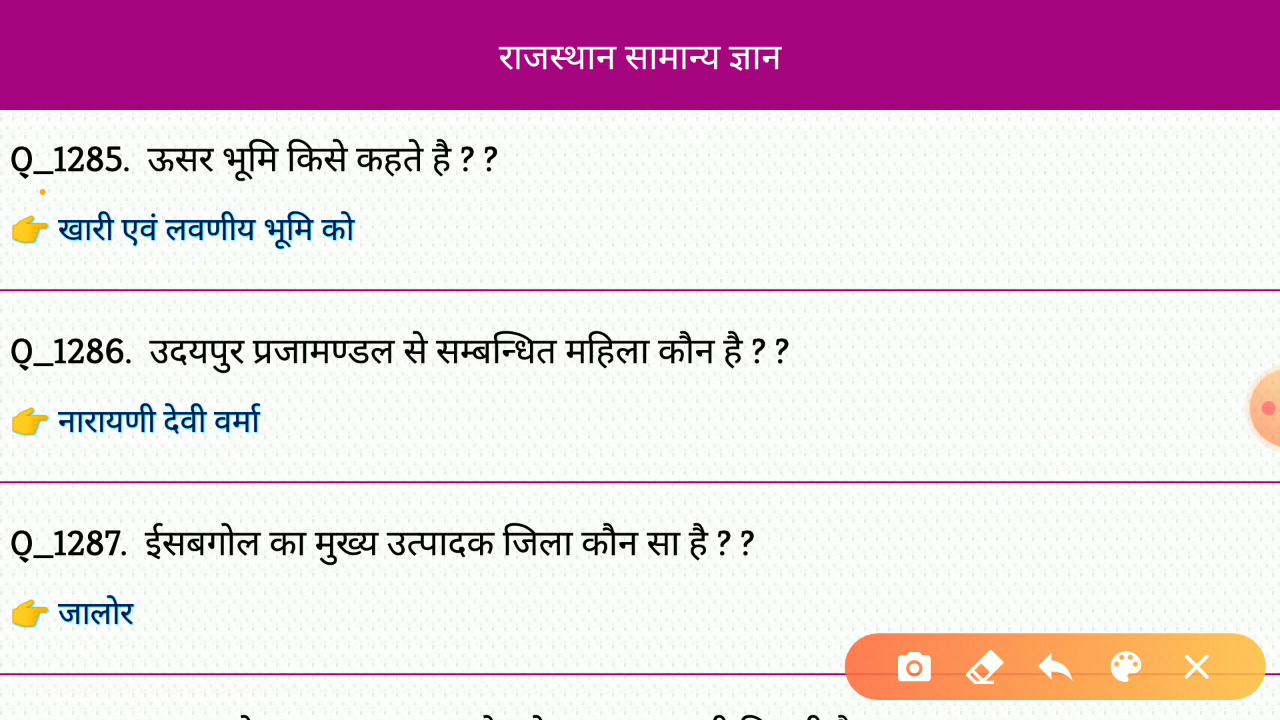 राजस्थान सामान्य ज्ञान
Q_1285. ऊसर भूमि किसे कहते है ? ?
👉 खारी एवं लवणीय भूमि को
Q_1286. उदयपुर प्रजामण्डल से सम्बन्धित महिला कौन है ? ?
👉 नारायणी देवी वर्मा
Q_1287. ईसबगोल का मुख्य उत्पादक जिला कौन सा है ? ?
👉 जालोर